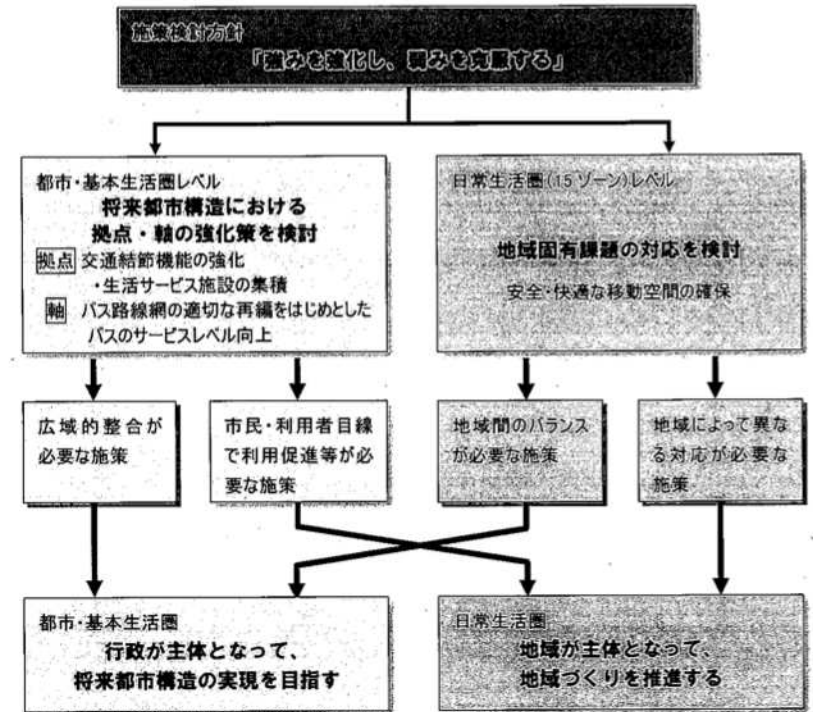 施策検討方針
「強みを強化し、弱みを克服する」
都市・基本生活圏レベル
将来都市構造における
拠点・軸の強化策を検討
拠点 交通結節機能の強化
・生活サービス施設の集積
軸 バス路線網の適切な再編をはじめとした
バスのサービスレベル向上
日常生活圏(15ゾーン)レベル
地域固有課題の対応を検討
安全・快適な移動空間の確保
広域的整合が
必要な施策
市民・利用者目線
で利用促進等が必
要な施策
地域間のバランス
が必要な施策
地域によって異な
る対応が必要な
施策
都市・基本生活圏
行政が主体となって、
将来都市構造の実現を目指す
日常生活圏
地域が主体となって、
地域づくりを推進する